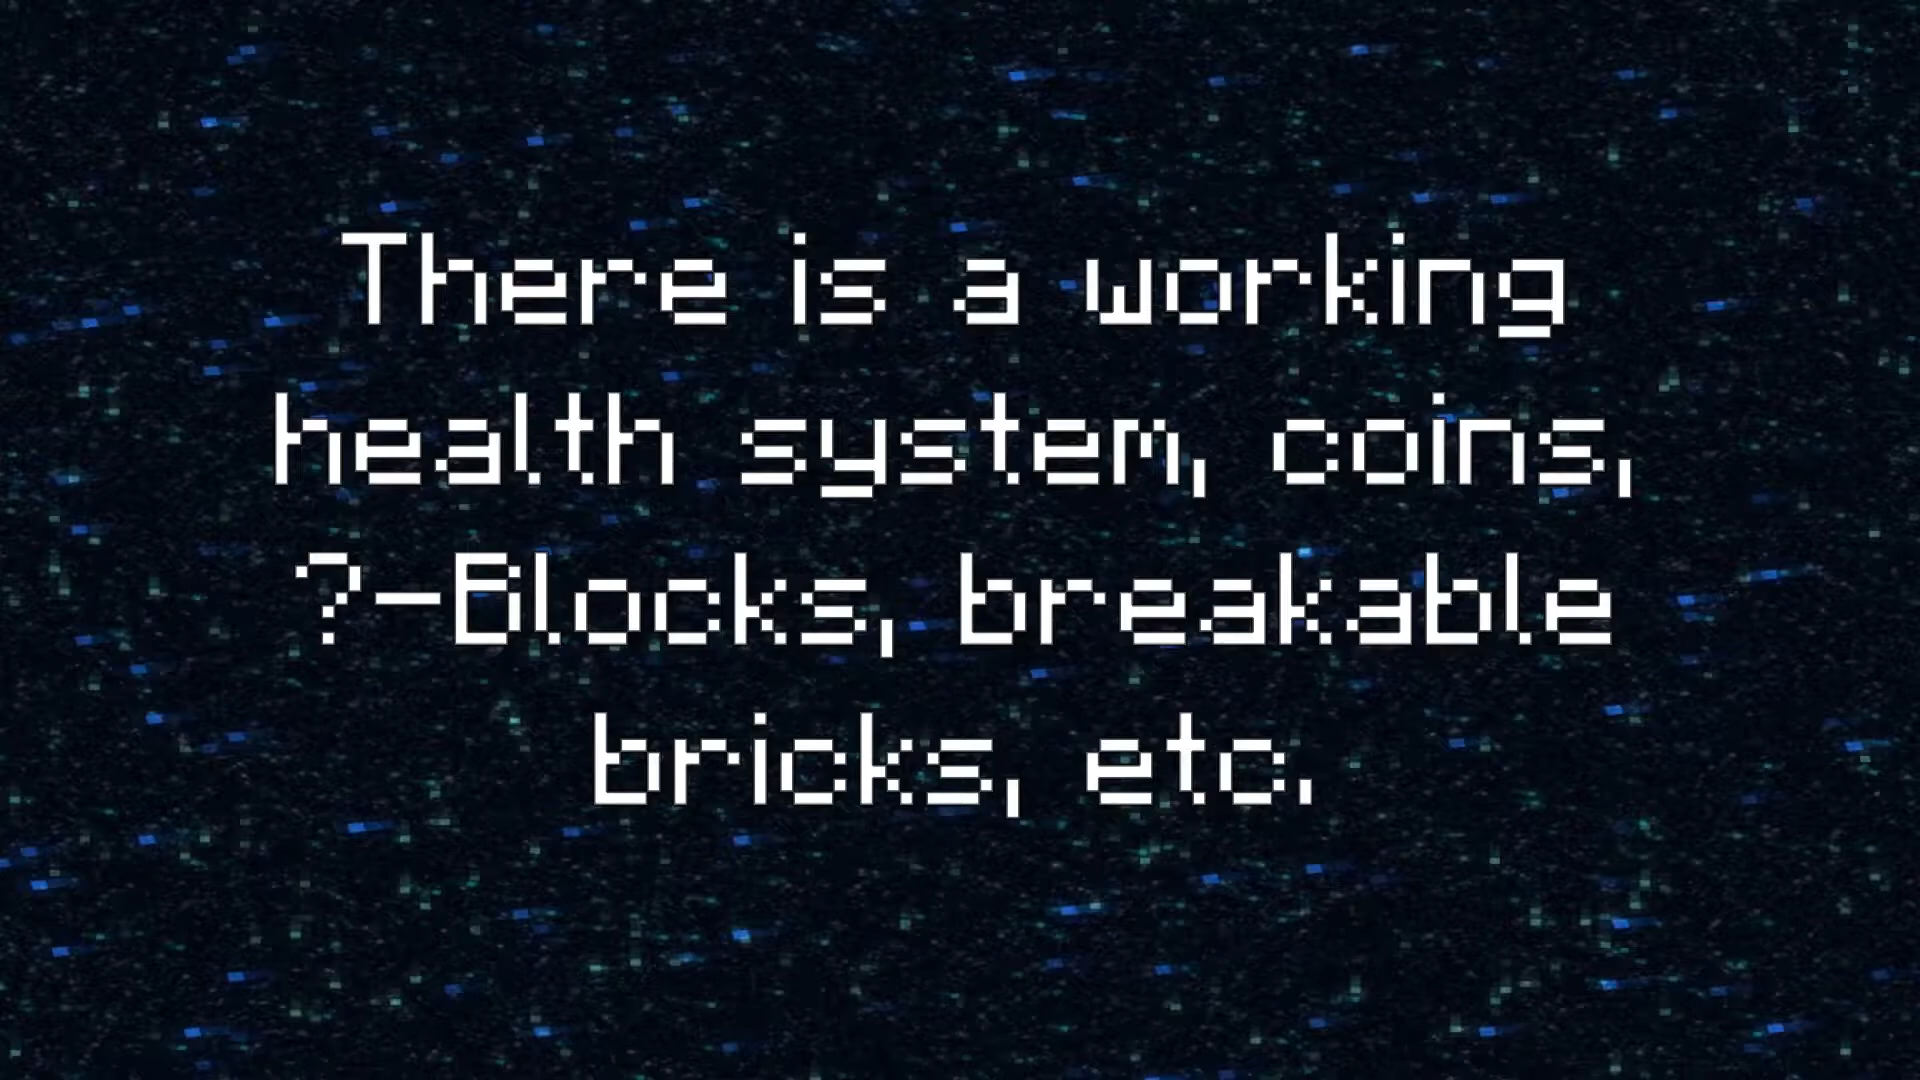 There is a working
health system, coins,
?-Blocks, breakable
bricks, etc.